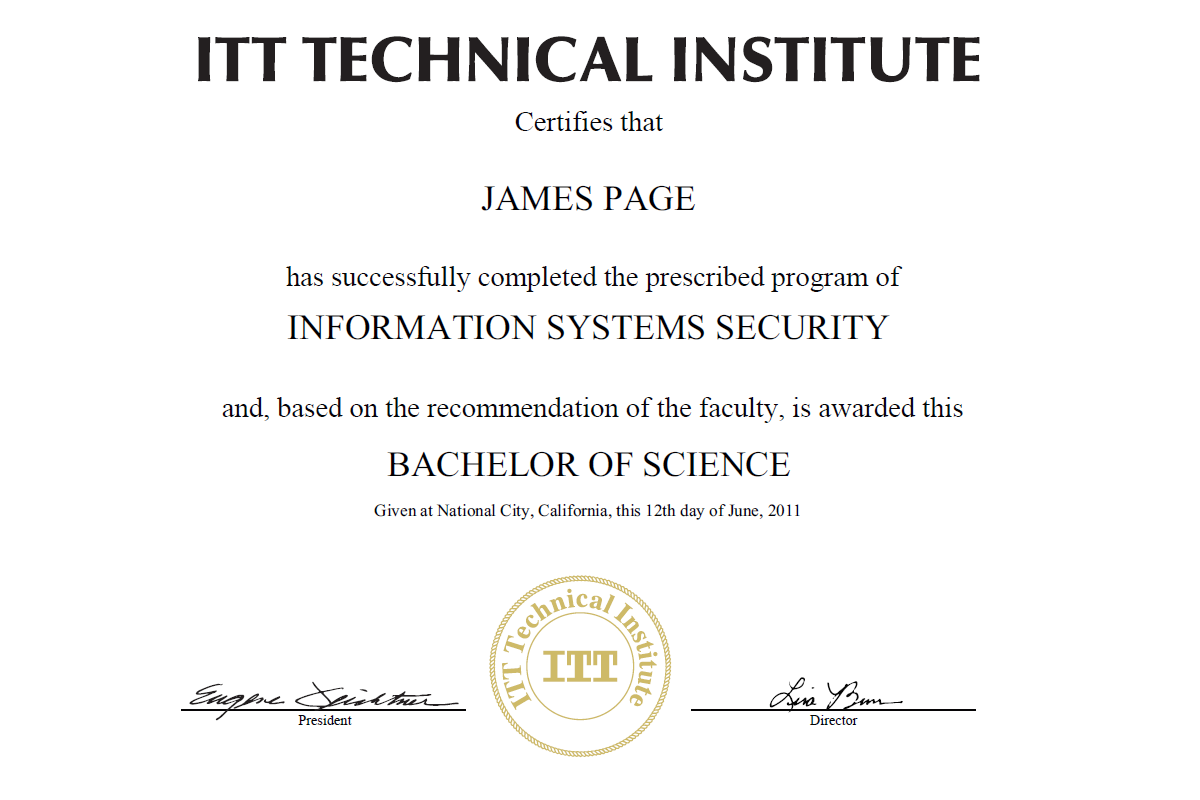 ITT TECHNICAL INSTITUTE
Certifies that
JAMES PAGE
has successfully completed the prescribed program of
INFORMATION SYSTEMS SECURITY
and, based on the recommendation of the faculty, is awarded this
BACHELOR OF SCIENCE
Given at National City, California, this 12th day of June, 2011
ITT Technical Institute
ITT
Eugene
Lisa
President
Director